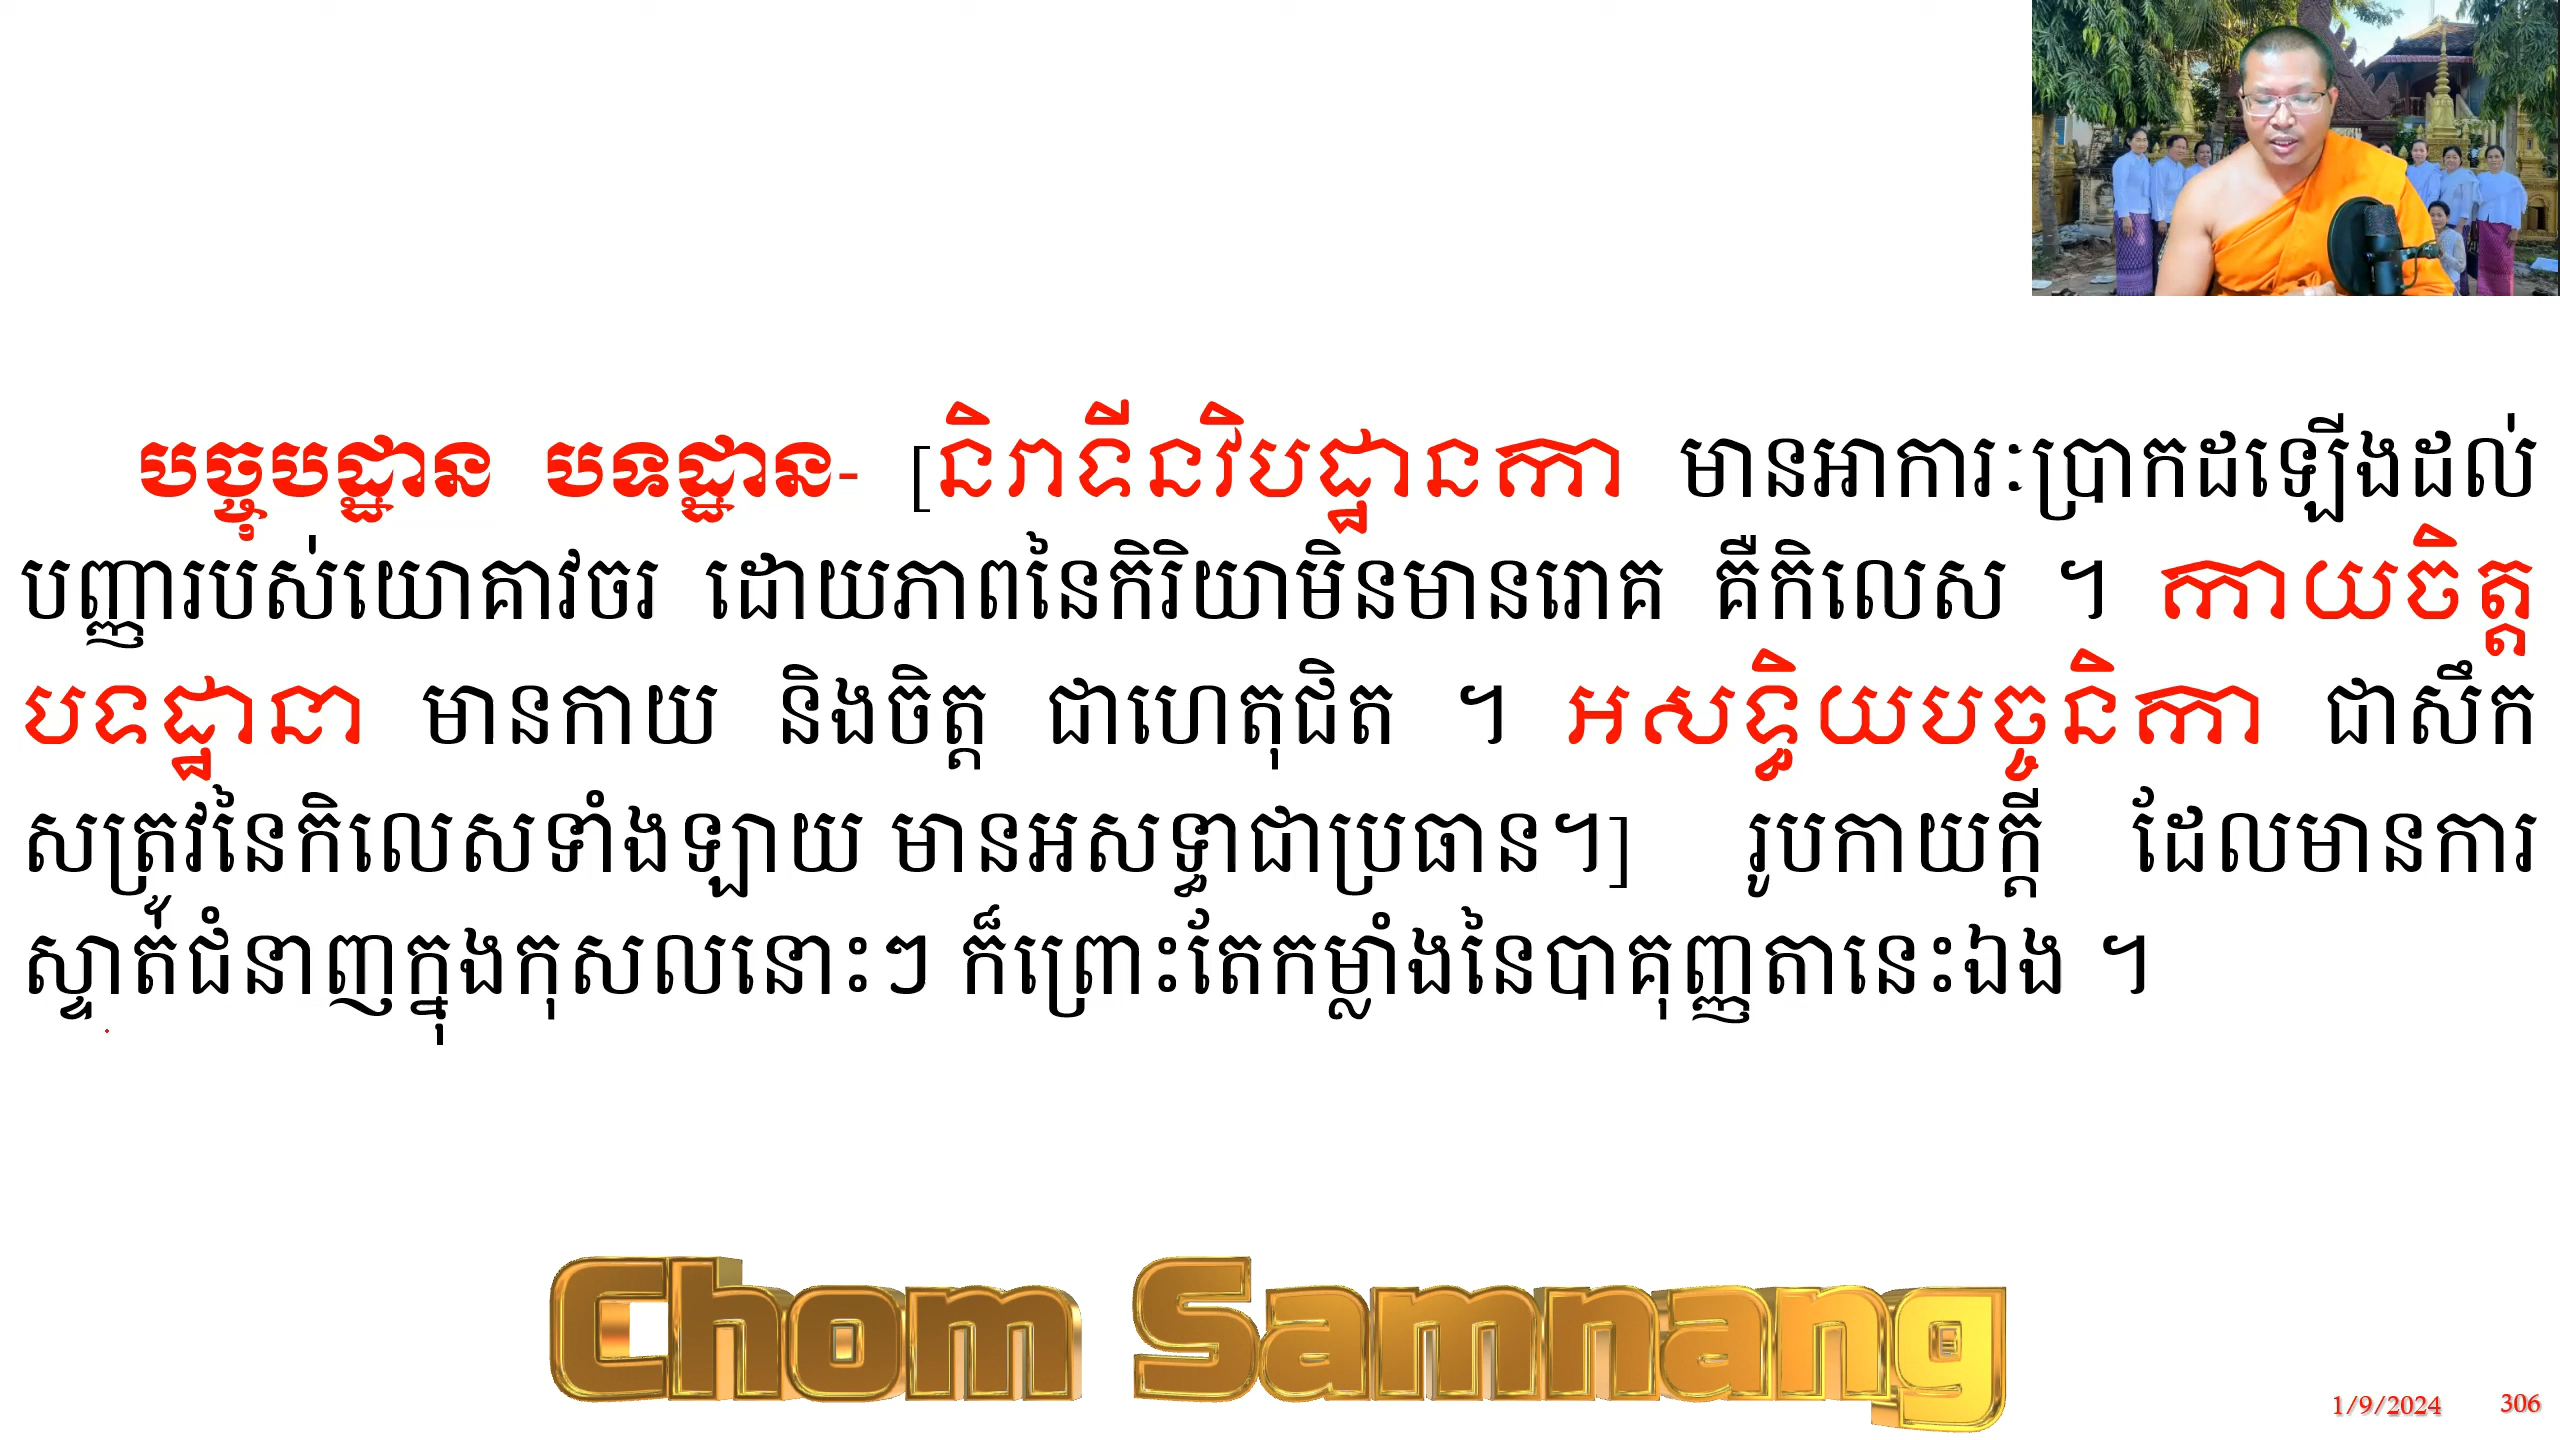 បច្ចុបដ្ឋាន បទដ្ឋាន- [និរាទីនវិបដ្ឋានកា មានអាការៈប្រាកដឡើងដល់
បញ្ញារបស់យោគាវចរ ដោយភាពនៃកិរិយាមិនមានរោគ គឺកិលេស ។ កាយចិត្ត
បទដ្ឋានា មានកាយ និងចិត្ត ជាហេតុជិត ។ អសទ្ធិយបច្ចនិកា ជាសឹក
សត្រូវនៃកិលេសទាំងឡាយ មានអសទ្ធាជាប្រធាន។] រូបកាយក្តី ដែលមានការ
ស្ទាត់ជំនាញក្នុងកុសលនោះៗ ក៏ព្រោះតែកម្លាំងនៃបាគុញ្ញតានេះឯង ។
Chom Samnang
1/9/2024 306